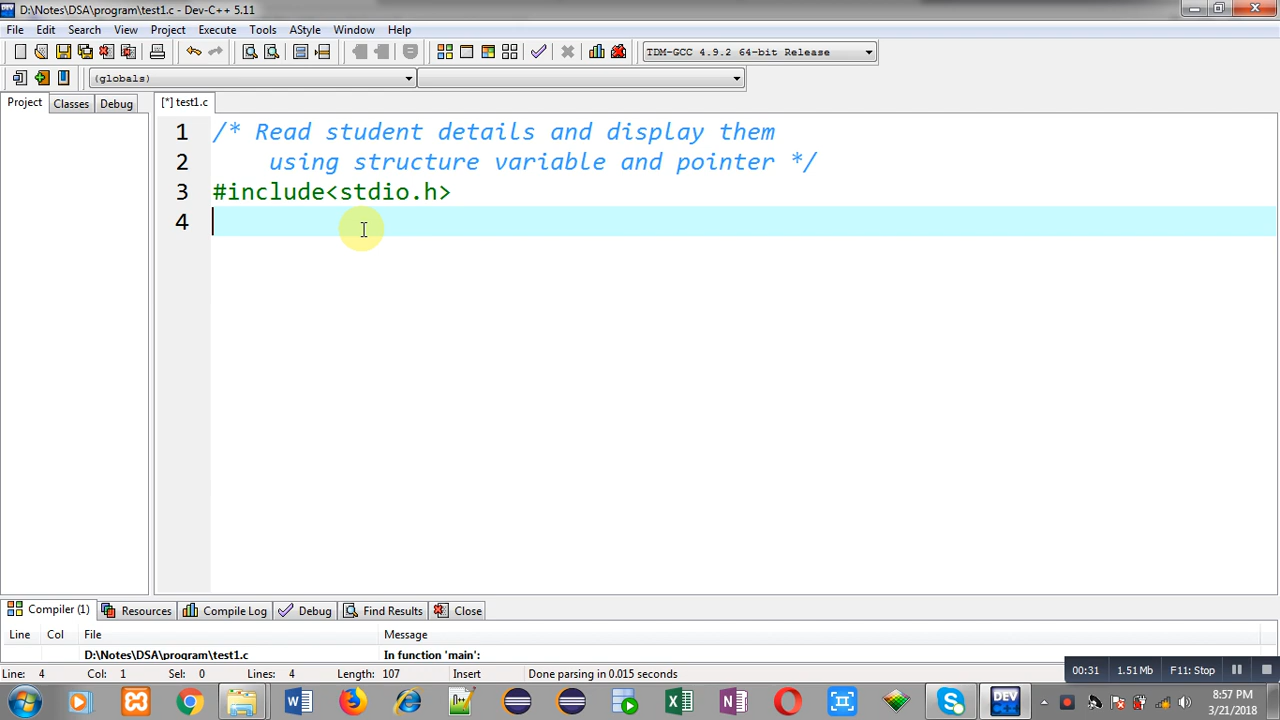 D:\Notes\DSA\program\test1.c - Dev-C++ 5.11
File Edit Search View Project Execute Tools AStyle Window Help
TDM-GCC 4.9.2 64-bit Release
(globals)
Project Classes Debug [*] test1.c
1 /* Read student details and display them
2 using structure variable and pointer */
3 #include<stdio.h>
4
Compiler (1) Resources Compile Log Debug Find Results Close
Line Col File Message
D:\Notes\DSA\program\test1.c In function 'main':
Line: 4 Col: 1 Sel: 0 Lines: 4 Length: 107 Insert Done parsing in 0.015 seconds
00:31 1.51 Mb F11: Stop
8:57 PM
3/21/2018